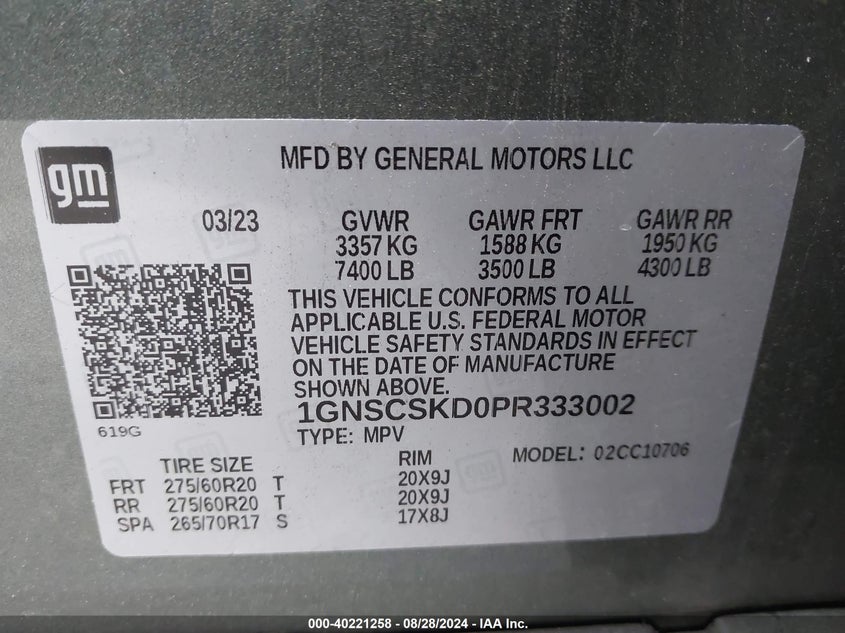 gm
MFD BY GENERAL MOTORS LLC
03/23 GVWR GAWR FRT GAWR RR
3357 KG 1588 KG 1950 KG
7400 LB 3500 LB 4300 LB
THIS VEHICLE CONFORMS TO ALL
APPLICABLE U.S. FEDERAL MOTOR
VEHICLE SAFETY STANDARDS IN EFFECT
ON THE DATE OF MANUFACTURE
SHOWN ABOVE.
1GNSCSKD0PR333002
619G
TYPE: MPV MODEL: 02CC10706
TIRE SIZE RIM
FRT 275/60R20 T 20X9J
RR 275/60R20 T 20X9J
SPA 265/70R17 S 17X8J
000-40221258 - 08/28/2024 - IAA Inc.